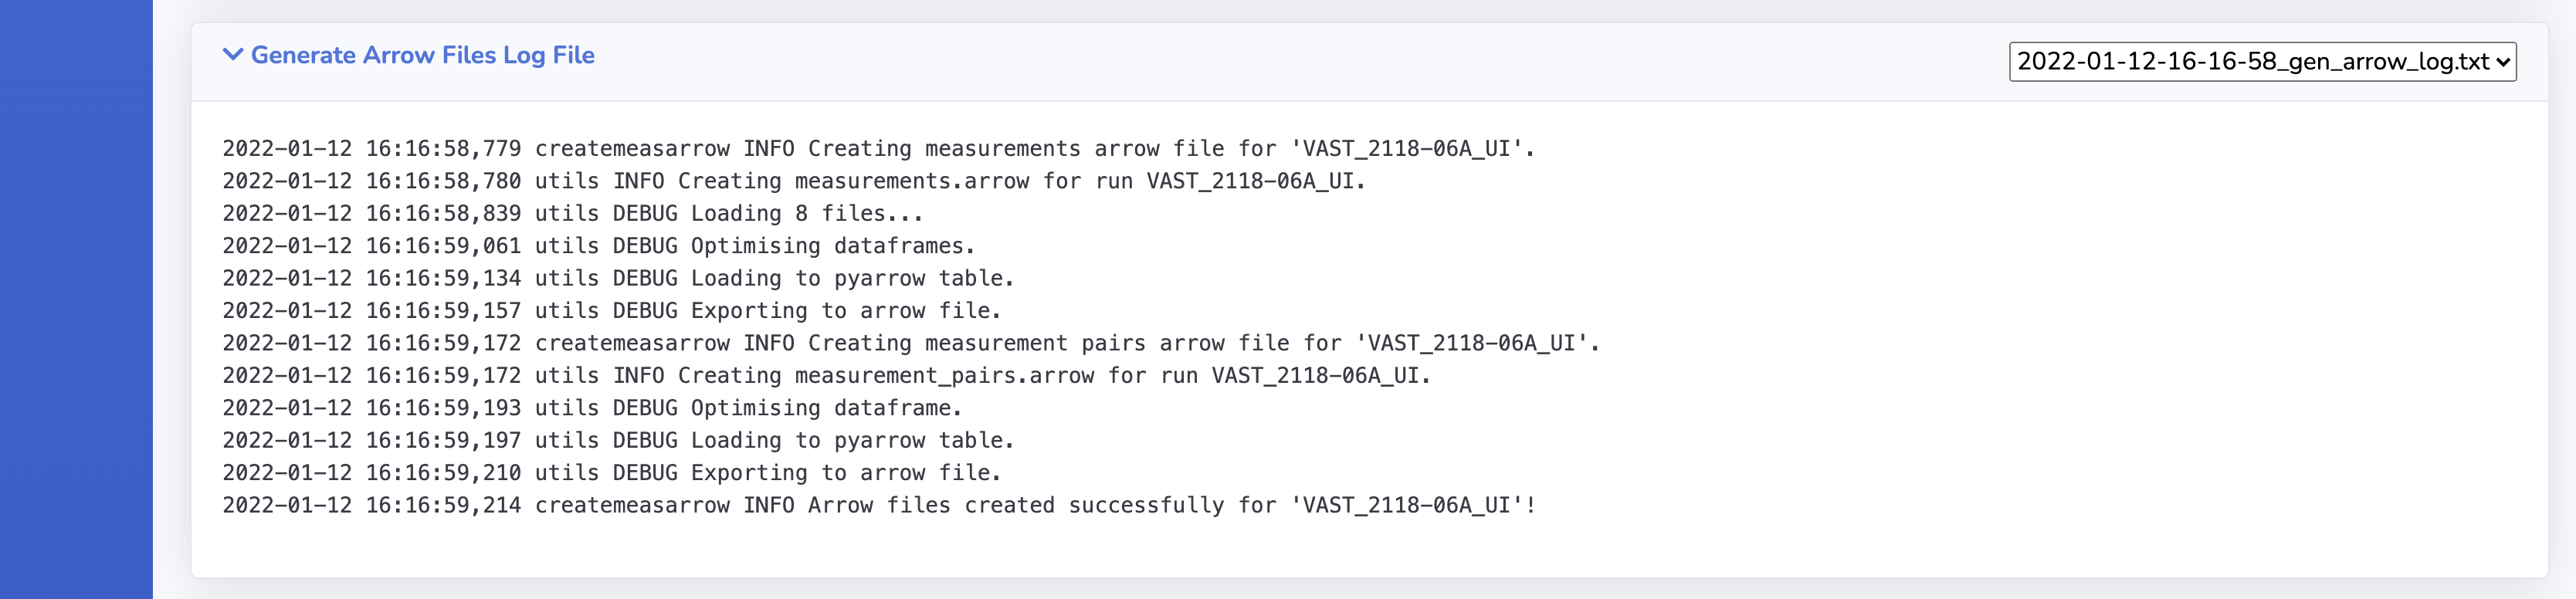 Generate Arrow Files Log File
2022-01-12-16-16-58_gen_arrow_log.txt
2022-01-12 16:16:58,779 createmeasarrow INFO Creating measurements arrow file for 'VAST_2118-06A_UI'.
2022-01-12 16:16:58,780 utils INFO Creating measurements.arrow for run VAST_2118-06A_UI.
2022-01-12 16:16:58,839 utils DEBUG Loading 8 files...
2022-01-12 16:16:59,061 utils DEBUG Optimising dataframes.
2022-01-12 16:16:59,134 utils DEBUG Loading to pyarrow table.
2022-01-12 16:16:59,157 utils DEBUG Exporting to arrow file.
2022-01-12 16:16:59,172 createmeasarrow INFO Creating measurement pairs arrow file for 'VAST_2118-06A_UI'.
2022-01-12 16:16:59,172 utils INFO Creating measurement_pairs.arrow for run VAST_2118-06A_UI.
2022-01-12 16:16:59,193 utils DEBUG Optimising dataframe.
2022-01-12 16:16:59,197 utils DEBUG Loading to pyarrow table.
2022-01-12 16:16:59,210 utils DEBUG Exporting to arrow file.
2022-01-12 16:16:59,214 createmeasarrow INFO Arrow files created successfully for 'VAST_2118-06A_UI'!